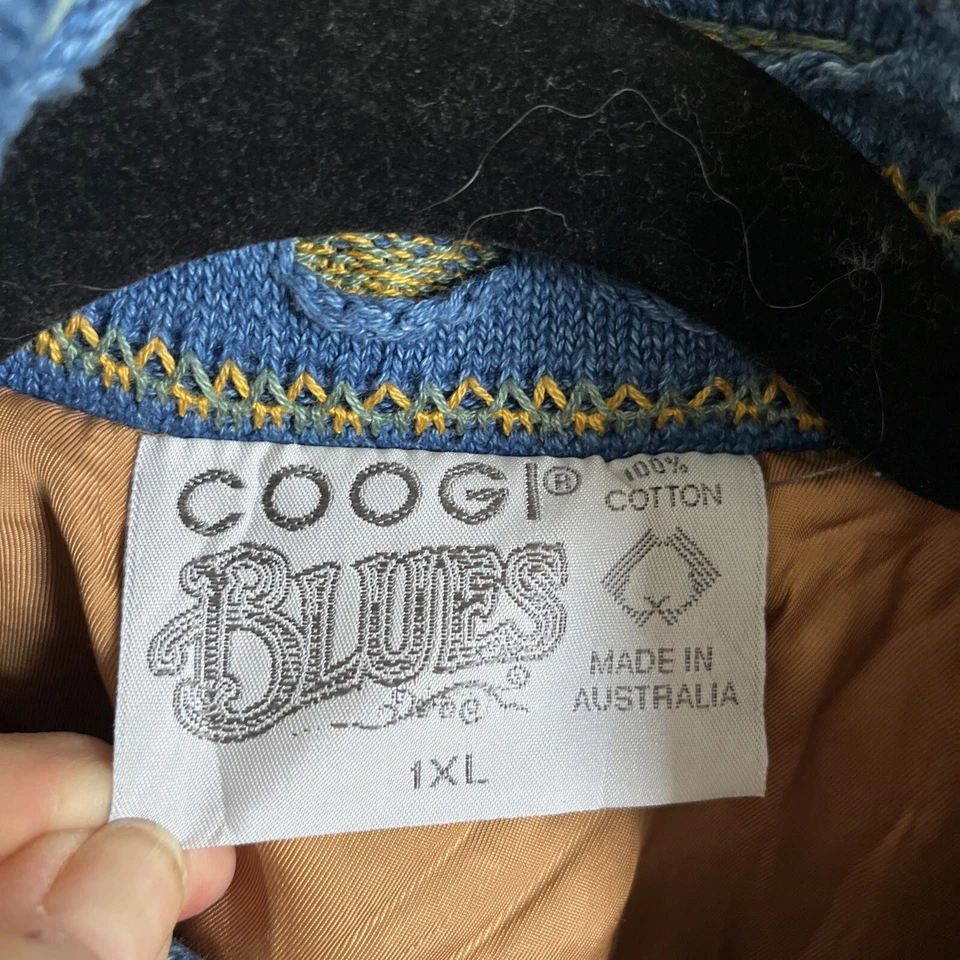 COOGI®
BLUES
1XL
100%
COTTON
MADE IN
AUSTRALIA